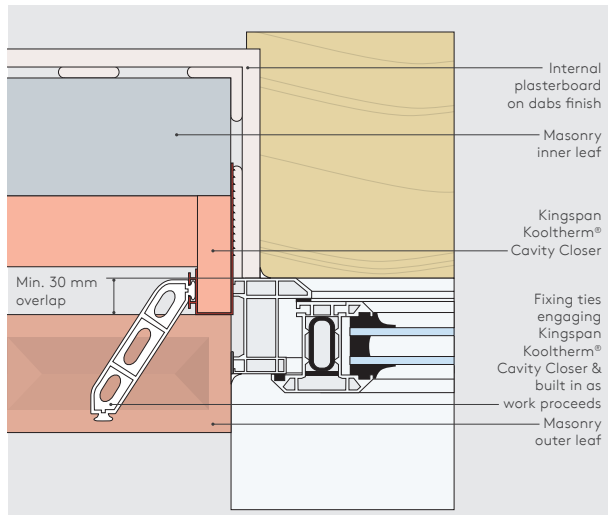 Internal
plasterboard
on dabs finish
Masonry
inner leaf
Kingspan
Kooltherm®
Cavity Closer
Min. 30 mm
overlap
Fixing ties
engaging
Kingspan
Kooltherm®
Cavity Closer &
built in as
work proceeds
Masonry
outer leaf